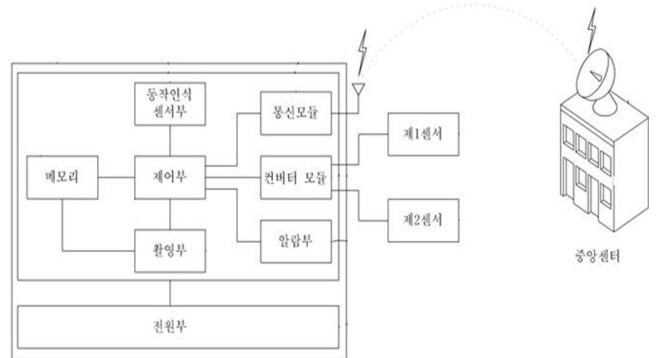 동작인식
센서부
통신모듈
제1센서
메모리
제어부
컨버터 모듈
제2센서
촬영부
알람부
중앙센터
전원부